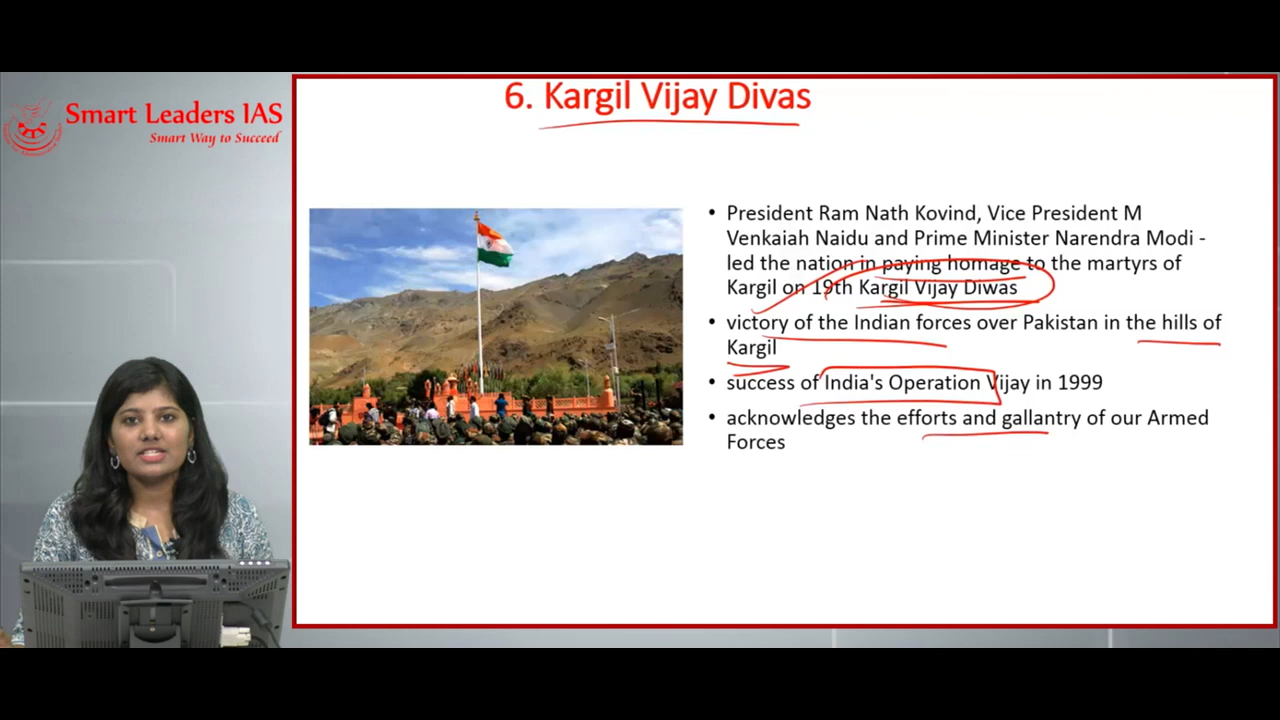 Smart Leaders IAS
Smart Way to Succeed
6. Kargil Vijay Divas
• President Ram Nath Kovind, Vice President M
Venkaiah Naidu and Prime Minister Narendra Modi -
led the nation in paying homage to the martyrs of
Kargil on 19th Kargil Vijay Diwas
• victory of the Indian forces over Pakistan in the hills of
Kargil
• success of India's Operation Vijay in 1999
• acknowledges the efforts and gallantry of our Armed
Forces